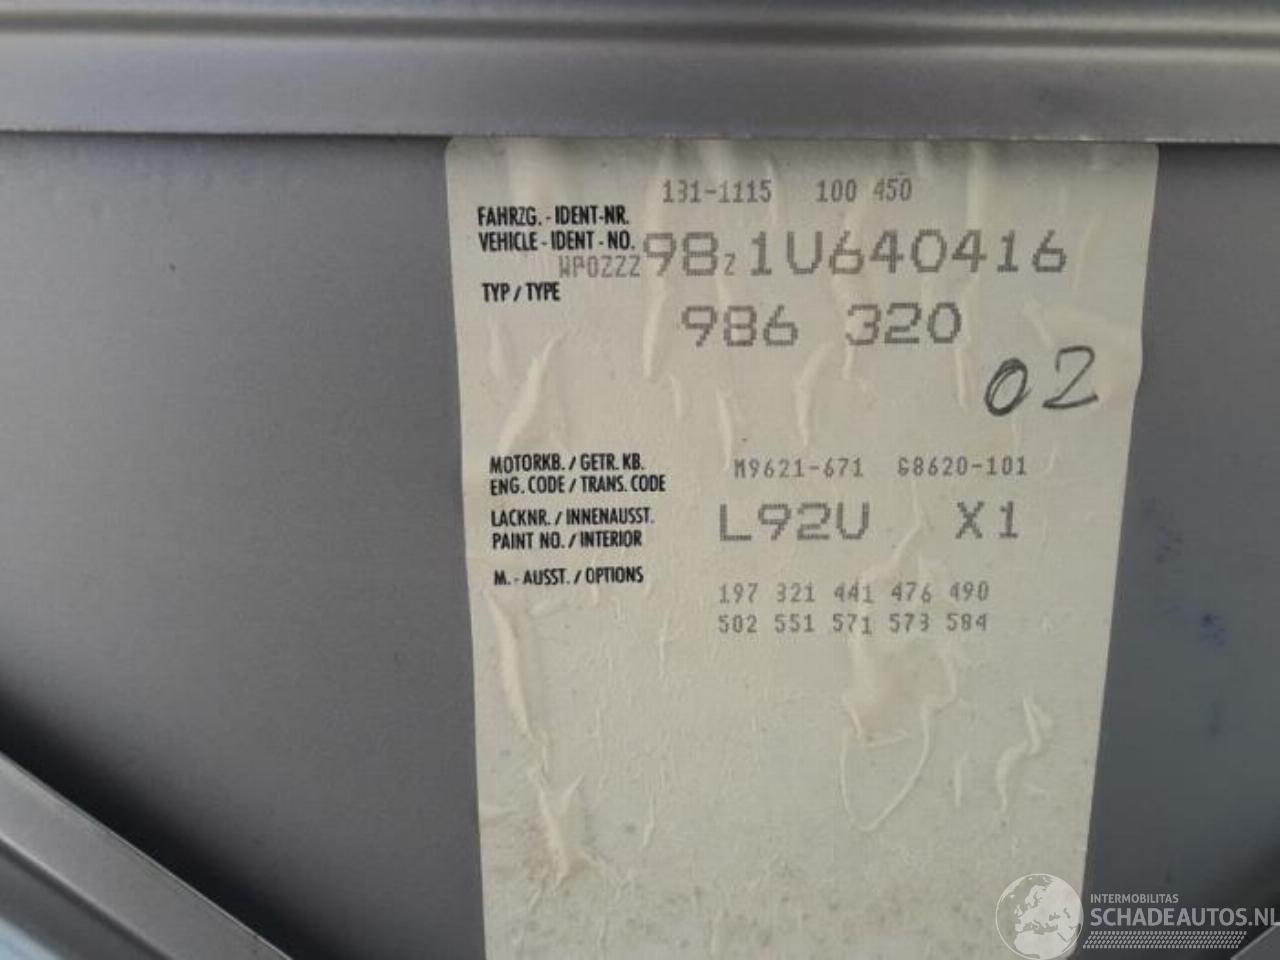 131-1115 100 450
FAHRZG. - IDENT-NR.
VEHICLE - IDENT - NO.
WP0ZZZ98Z1U640416
TYP / TYPE
986 320
02
MOTORKB. / GETR. KB.
ENG. CODE / TRANS. CODE
M9621-671 G8620-101
LACKNR. / INNENAUSST.
PAINT NO. / INTERIOR
L92U X1
M. - AUSST. / OPTIONS
197 321 441 476 490
502 551 571 573 584
INTERMOBILITAS
SCHADEAUTOS.NL